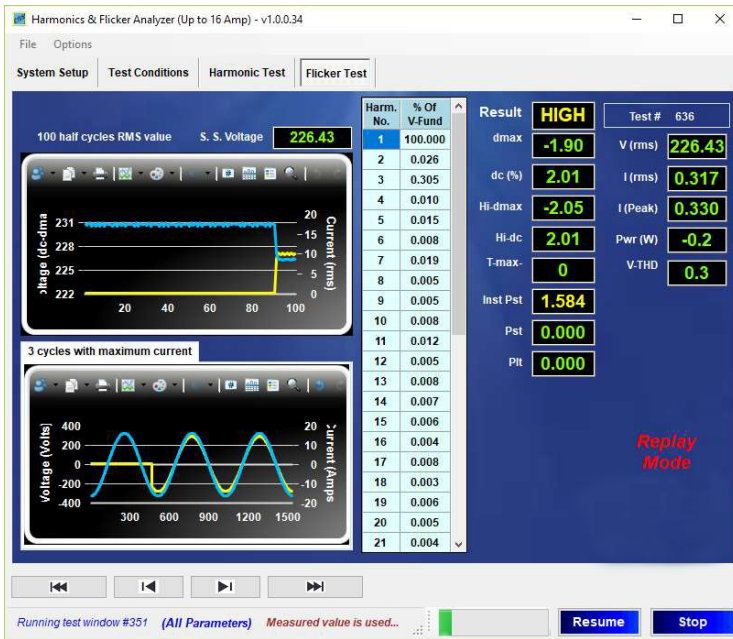 Harmonics & Flicker Analyzer (Up to 16 Amp) - v1.0.0.34
File Options
System Setup Test Conditions Harmonic Test Flicker Test
100 half cycles RMS value S. S. Voltage 226.43
ltage (dc-dma
231
228
225
222
20 40 60 80 100
20
15
10
5
0
Current (rms)
3 cycles with maximum current
Voltage (Volts)
400
200
0
-200
-400
300 600 900 1200 1500
20
10
0
-10
-20
Current (Amps
Harm. No. % Of V-Fund
1 100.000
2 0.026
3 0.305
4 0.010
5 0.015
6 0.008
7 0.019
8 0.005
9 0.005
10 0.008
11 0.012
12 0.005
13 0.008
14 0.007
15 0.006
16 0.004
17 0.008
18 0.003
19 0.006
20 0.005
21 0.004
Result HIGH
dmax -1.90
dc (%) 2.01
Hi-dmax -2.05
Hi-dc 2.01
T-max- 0
Inst Pst 1.584
Pst 0.000
Plt 0.000
Test # 636
V (rms) 226.43
I (rms) 0.317
I (Peak) 0.330
Pwr (W) -0.2
V-THD 0.3
Replay
Mode
Running test window #351 (All Parameters) Measured value is used...
Resume Stop